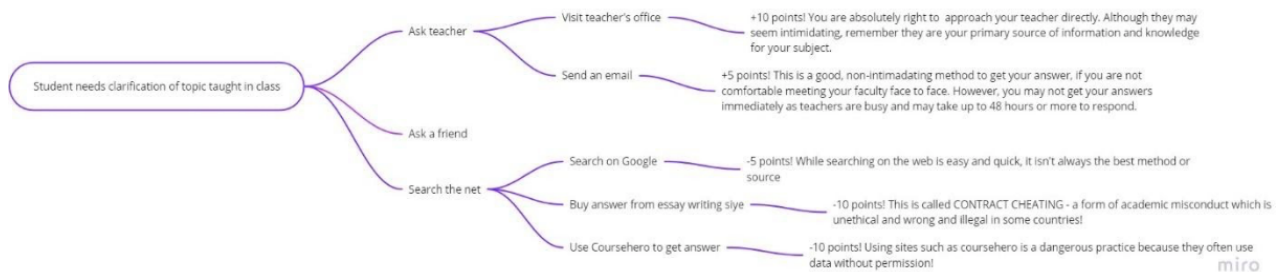 Student needs clarification of topic taught in class
Ask teacher
Visit teacher's office
+10 points! You are absolutely right to approach your teacher directly. Although they may
seem intimidating, remember they are your primary source of information and knowledge
for your subject.
Send an email
+5 points! This is a good, non-intimadating method to get your answer, if you are not
comfortable meeting your faculty face to face. However, you may not get your answers
immediately as teachers are busy and may take up to 48 hours or more to respond.
Ask a friend
Search the net
Search on Google
-5 points! While searching on the web is easy and quick, it isn't always the best method or
source
Buy answer from essay writing siye
-10 points! This is called CONTRACT CHEATING - a form of academic misconduct which is
unethical and wrong and illegal in some countries!
Use Coursehero to get answer
-10 points! Using sites such as coursehero is a dangerous practice because they often use
data without permission!
miro